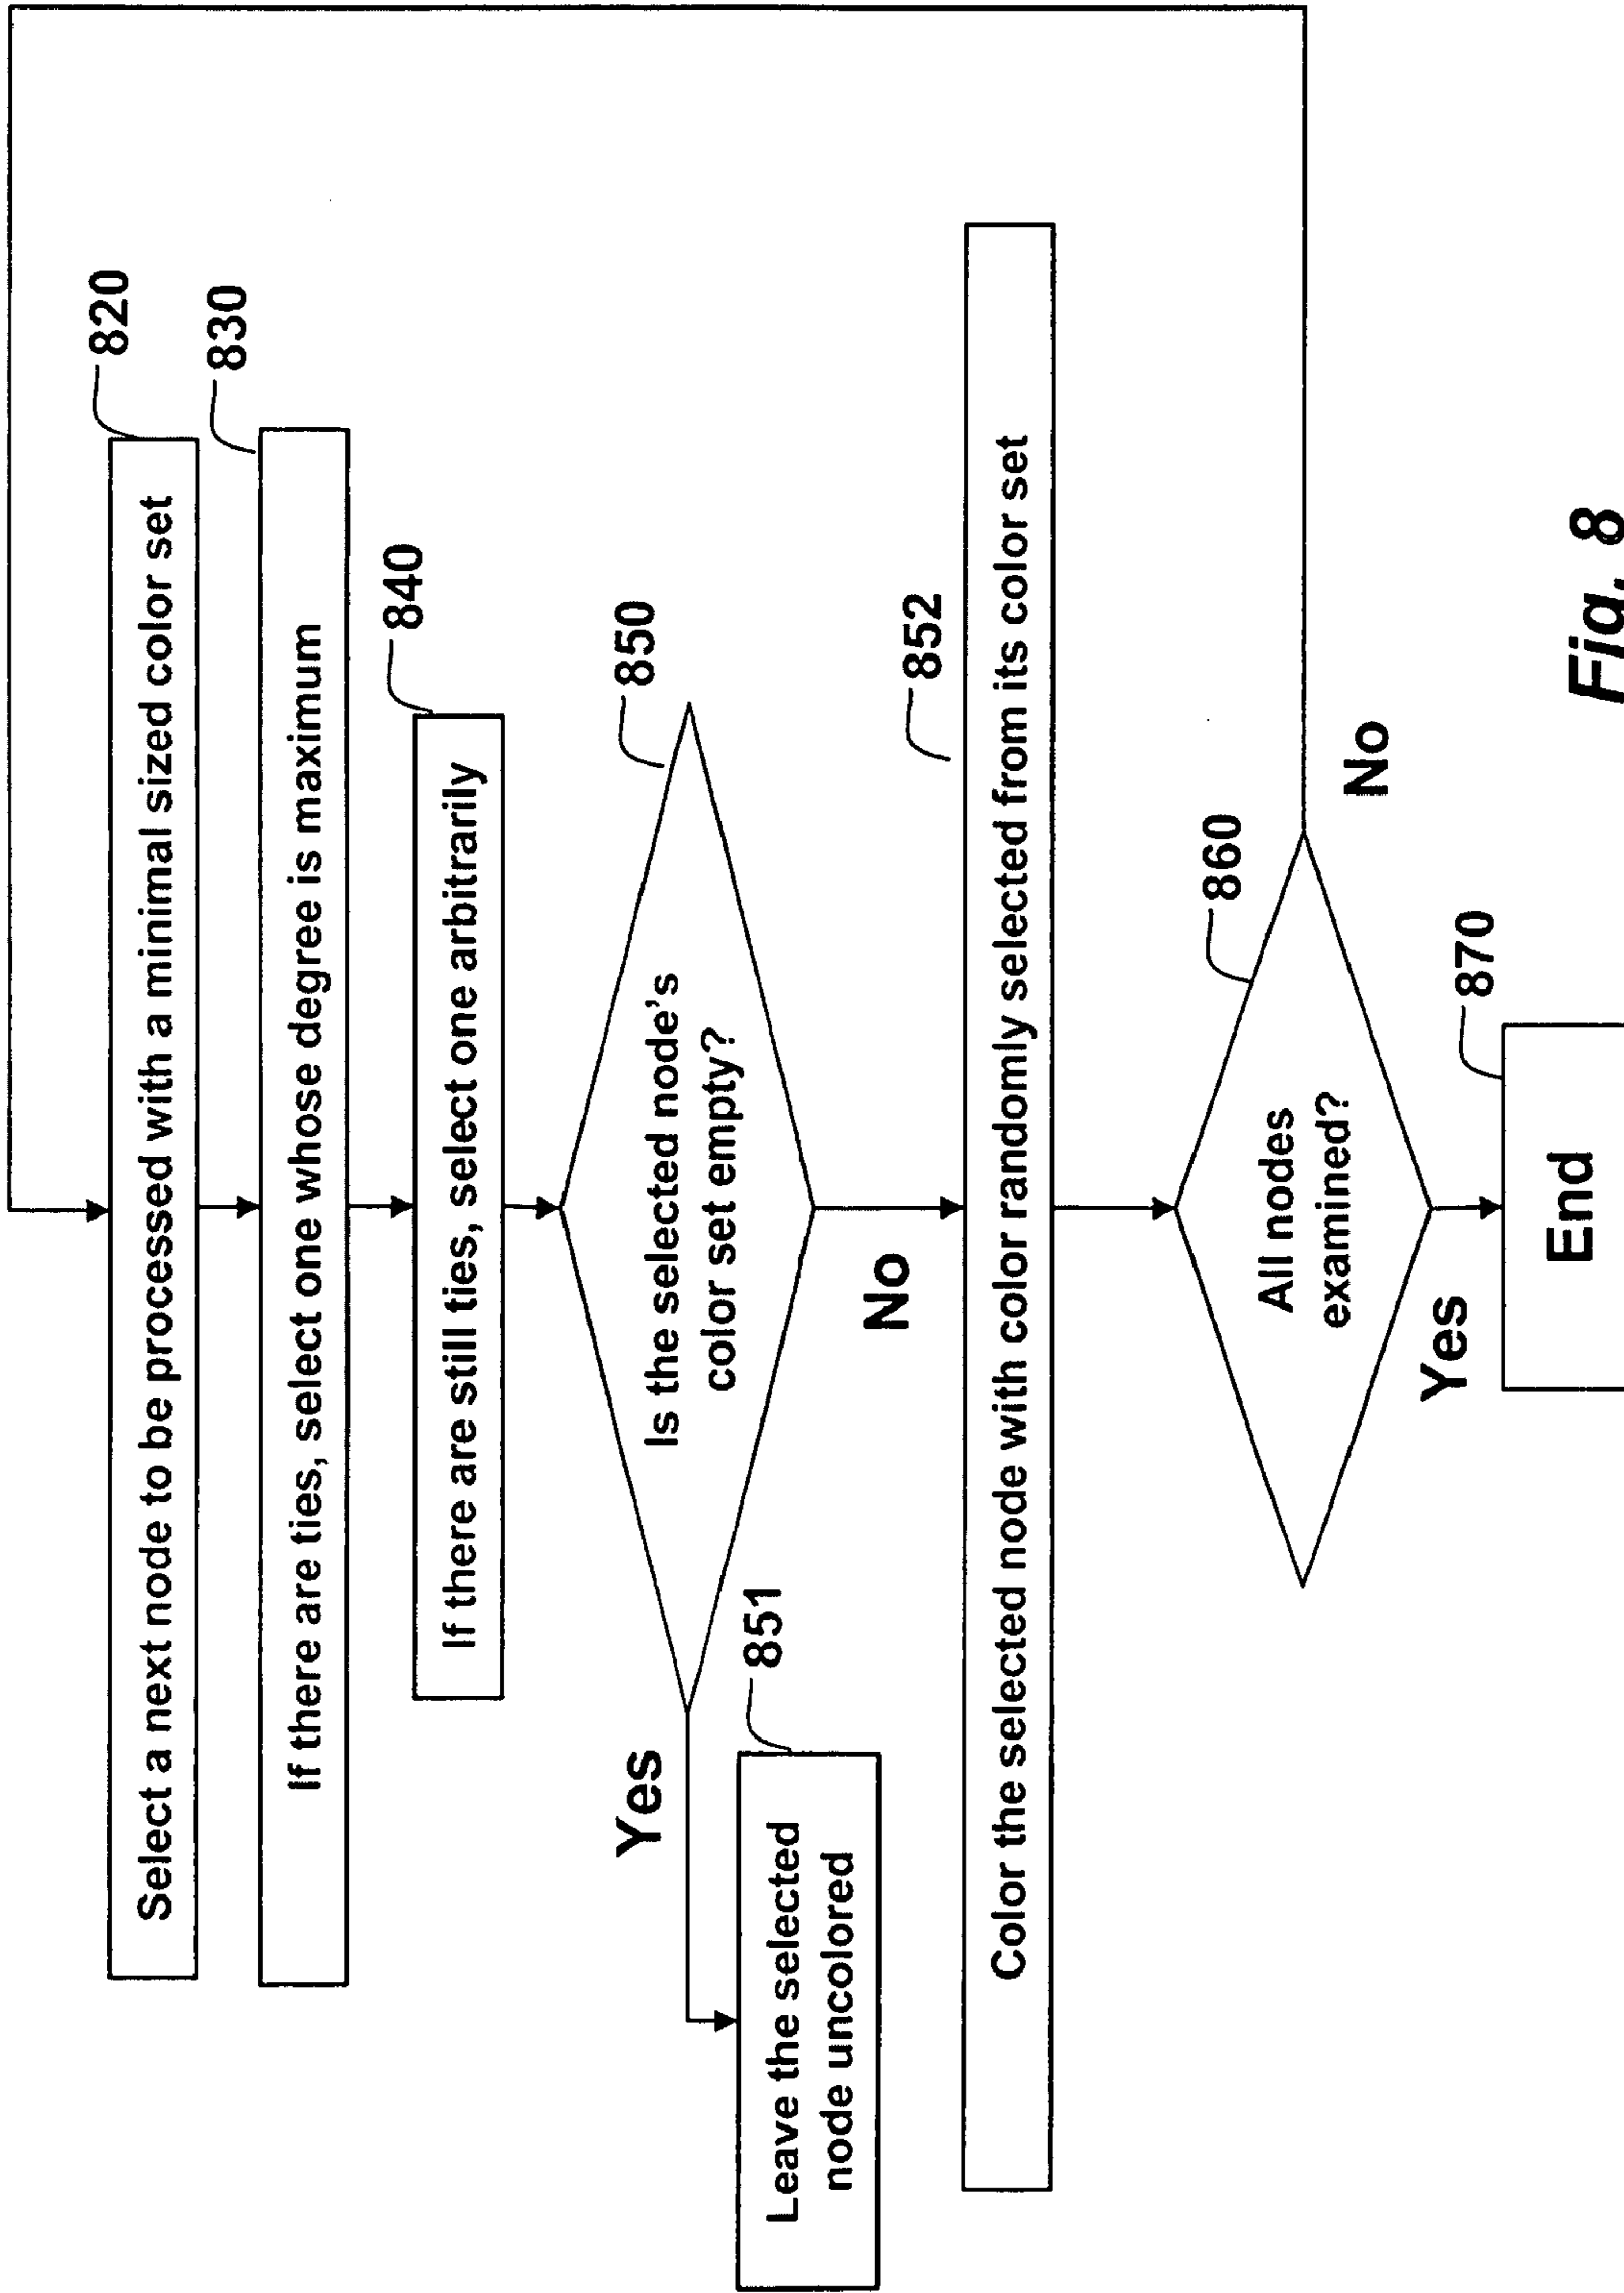 820
Select a next node to be processed with a minimal sized color set
830
If there are ties, select one whose degree is maximum
840
If there are still ties, select one arbitrarily
850
Is the selected node's
color set empty?
Yes
No
851
Leave the selected
node uncolored
852
Color the selected node with color randomly selected from its color set
860
All nodes
examined?
No
Yes
870
End
Fig. 8